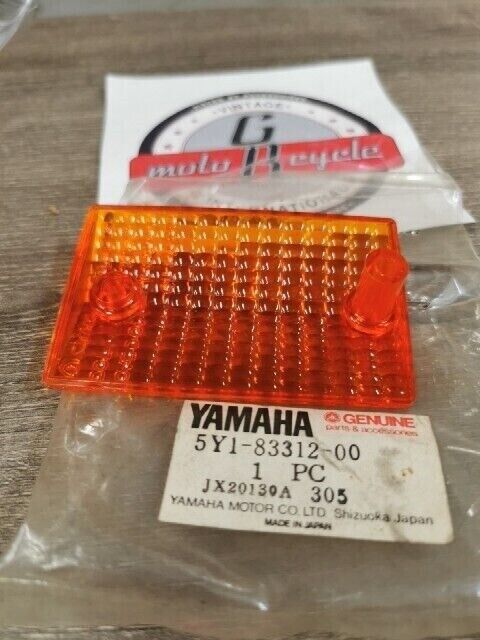 VINTAGE
G
R
moto cycle
YAMAHA GENUINE
parts & accessories
5Y1-83312-00
1 PC
JX20130A 305
YAMAHA MOTOR CO., LTD. Shizuoka, Japan
MADE IN JAPAN